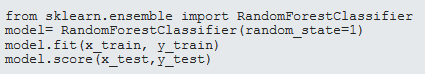 from sklearn.ensemble import RandomForestClassifier
model= RandomForestClassifier(random_state=1)
model.fit(x_train, y_train)
model.score(x_test,y_test)